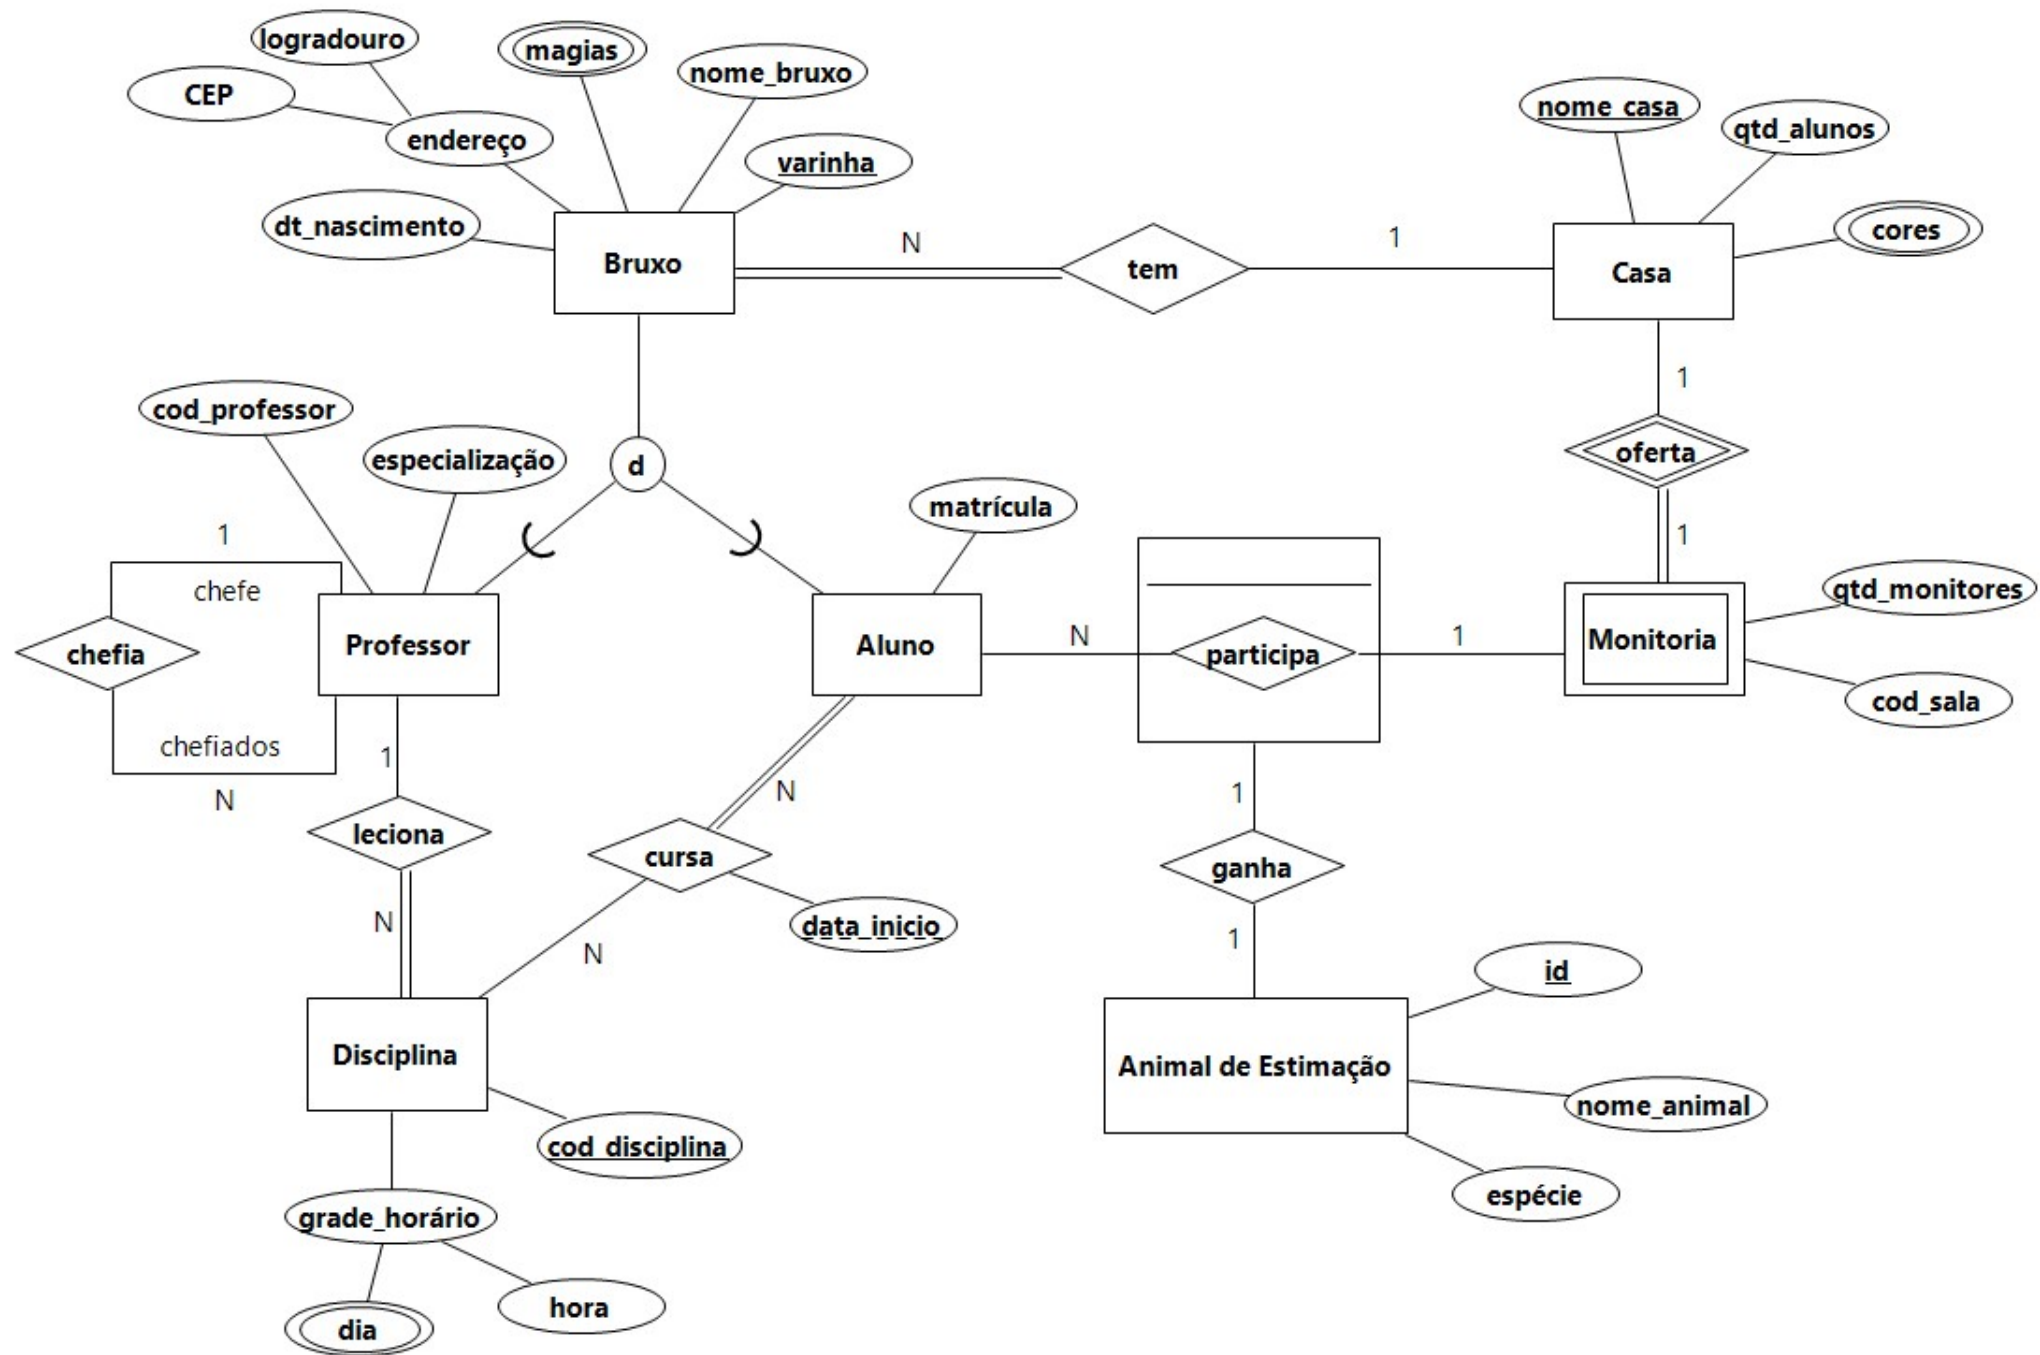 logradouro
magias
nome_bruxo
CEP
endereço
varinha
dt_nascimento
Bruxo
N
tem
1
nome_casa
qtd_alunos
cores
Casa
1
oferta
1
cod_professor
especialização
d
matrícula
1
chefe
chefia
chefiados
N
Professor
Aluno
N
participa
1
Monitoria
qtd_monitores
cod_sala
1
leciona
N
N
cursa
N
data_inicio
1
ganha
1
Disciplina
cod_disciplina
grade_horário
dia
hora
Animal de Estimação
id
nome_animal
espécie